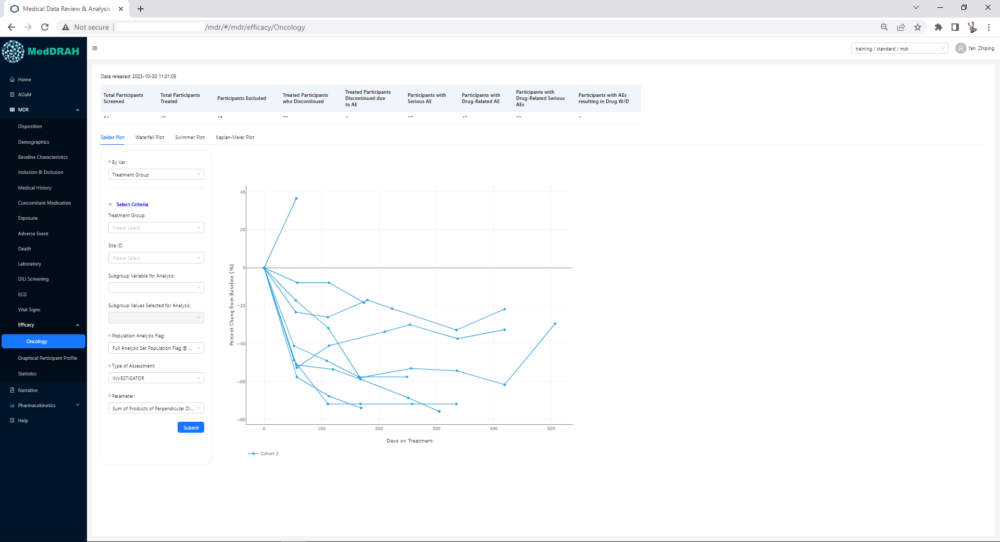 Medical Data Review & Analysis
Not secure
/mdr/#/mdr/efficacy/Oncology
MedDRAH
training / standard / mdr
Yan, Zhiping
Home
ADaM
MDR
Disposition
Demographics
Baseline Characteristics
Inclusion & Exclusion
Medical History
Concomitant Medication
Exposure
Adverse Event
Death
Laboratory
DILI Screening
ECG
Vital Signs
Efficacy
Oncology
Graphical Participant Profile
Statistics
Narrative
Pharmacokinetics
Help
Data released: 2023-10-30 11:01:05
Total Participants Screened
Total Participants Treated
Participants Excluded
Treated Participants who Discontinued
Treated Participants Discontinued due to AE
Participants with Serious AE
Participants with Drug-Related AE
Participants with Drug-Related Serious AEs
Participants with AEs resulting in Drug W/D
Spider Plot
Waterfall Plot
Swimmer Plot
Kaplan-Meier Plot
* By Var:
Treatment Group
Select Criteria
Treatment Group:
Please Select
Site ID:
Please Select
Subgroup Variable for Analysis:
Subgroup Values Selected for Analysis:
* Population Analysis Flag:
Full Analysis Set Population Flag @ ...
* Type of Assessment:
INVESTIGATOR
* Parameter:
Sum of Products of Perpendicular Di...
Submit
Percent Chang from Baseline (%)
40
20
0
−20
−40
−60
−80
0
100
200
300
400
500
Days on Treatment
Cohort 2